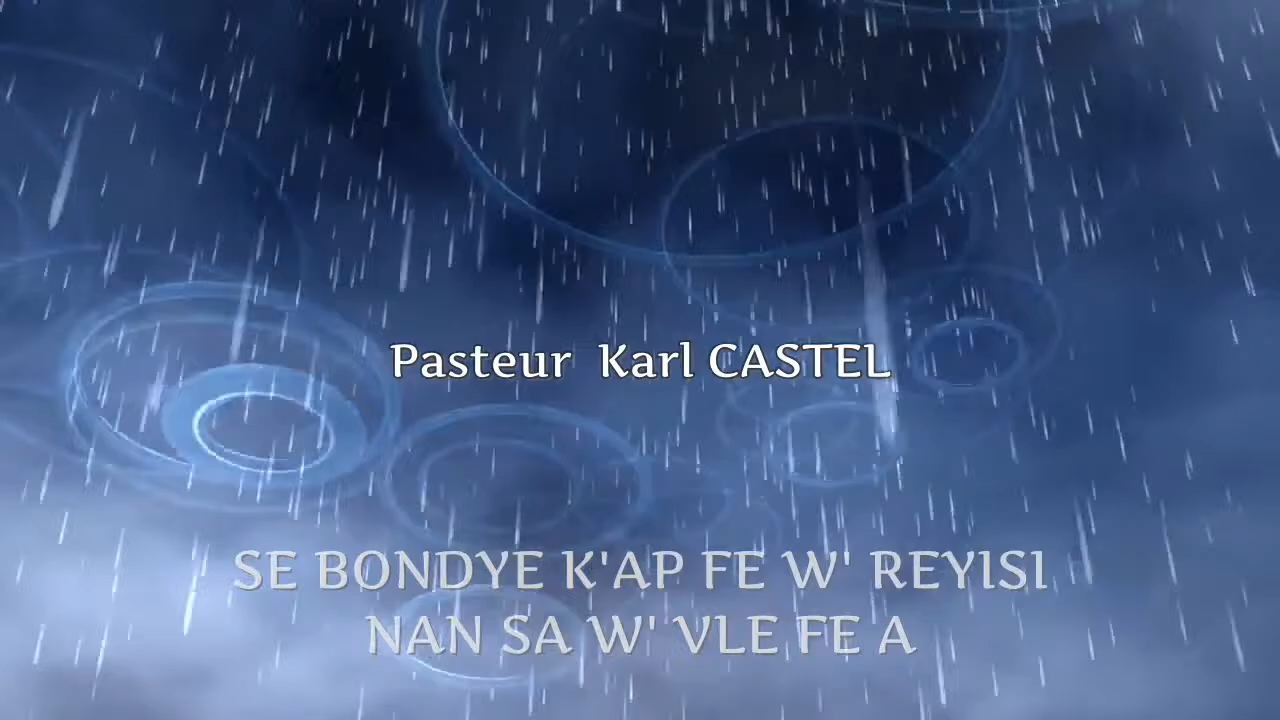 Pasteur Karl CASTEL
SE BONDYE K'AP FE W' REYISI
NAN SA W' VLE FE A